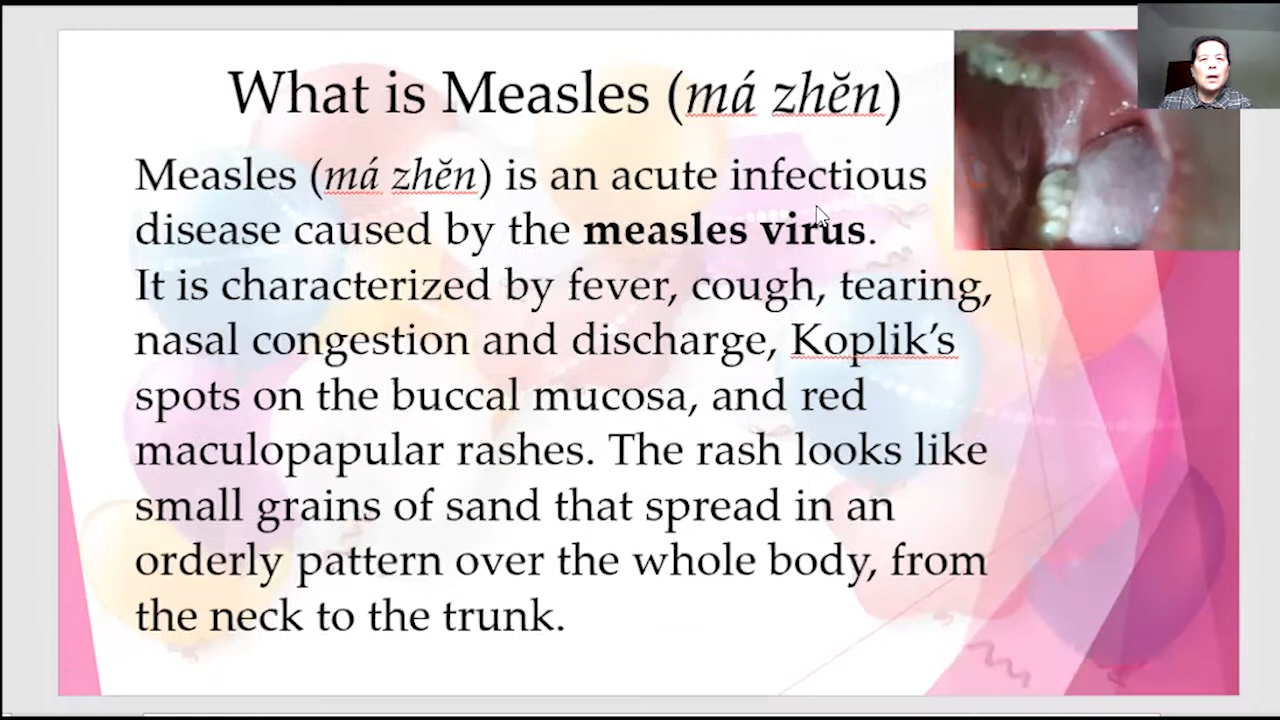 What is Measles (má zhěn)
Measles (má zhěn) is an acute infectious
disease caused by the measles virus.
It is characterized by fever, cough, tearing,
nasal congestion and discharge, Koplik’s
spots on the buccal mucosa, and red
maculopapular rashes. The rash looks like
small grains of sand that spread in an
orderly pattern over the whole body, from
the neck to the trunk.